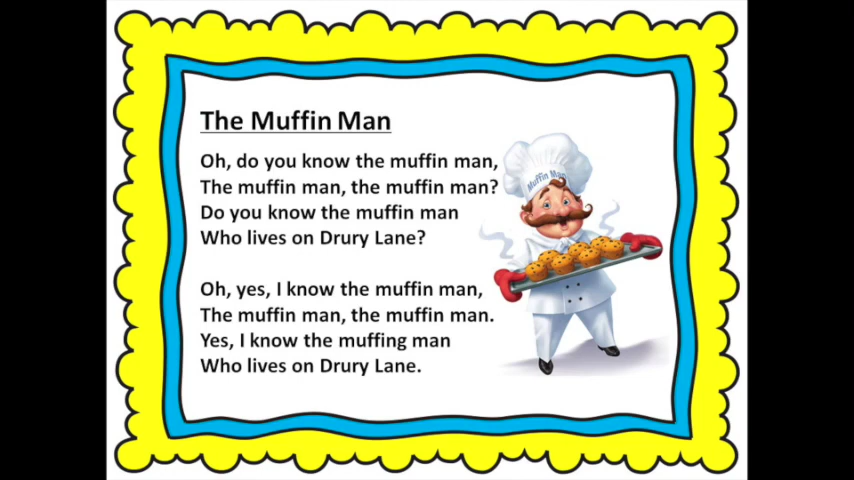 The Muffin Man
Oh, do you know the muffin man,
The muffin man, the muffin man?
Do you know the muffin man
Who lives on Drury Lane?
Oh, yes, I know the muffin man,
The muffin man, the muffin man.
Yes, I know the muffing man
Who lives on Drury Lane.
Muffin Man